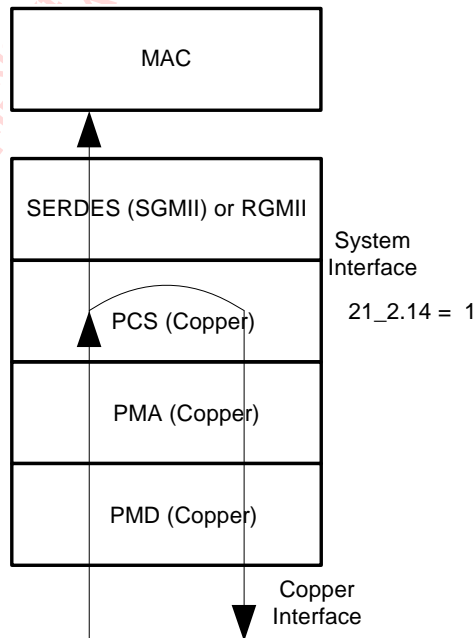 MAC
SERDES (SGMII) or RGMII
System
Interface
PCS (Copper)
21_2.14 = 1
PMA (Copper)
PMD (Copper)
Copper
Interface